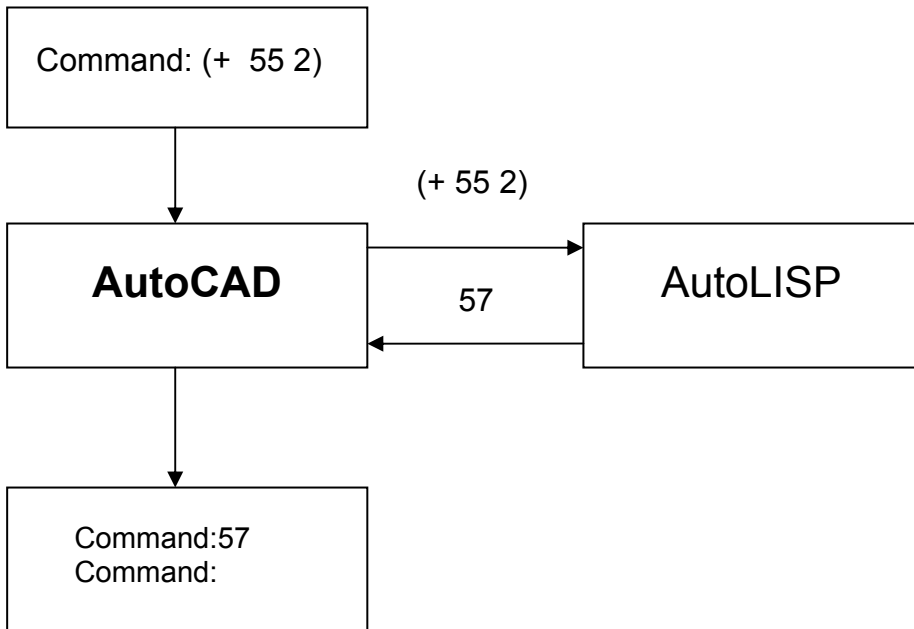 Command: (+  55 2)
(+ 55 2)
AutoCAD
57
AutoLISP
Command:57
Command: